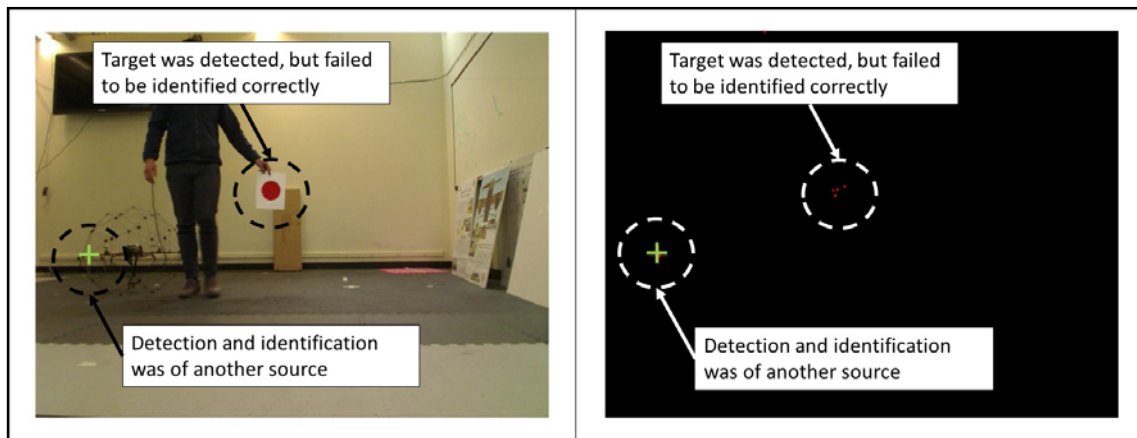 Target was detected, but failed
to be identified correctly
Detection and identification
was of another source
Target was detected, but failed
to be identified correctly
Detection and identification
was of another source